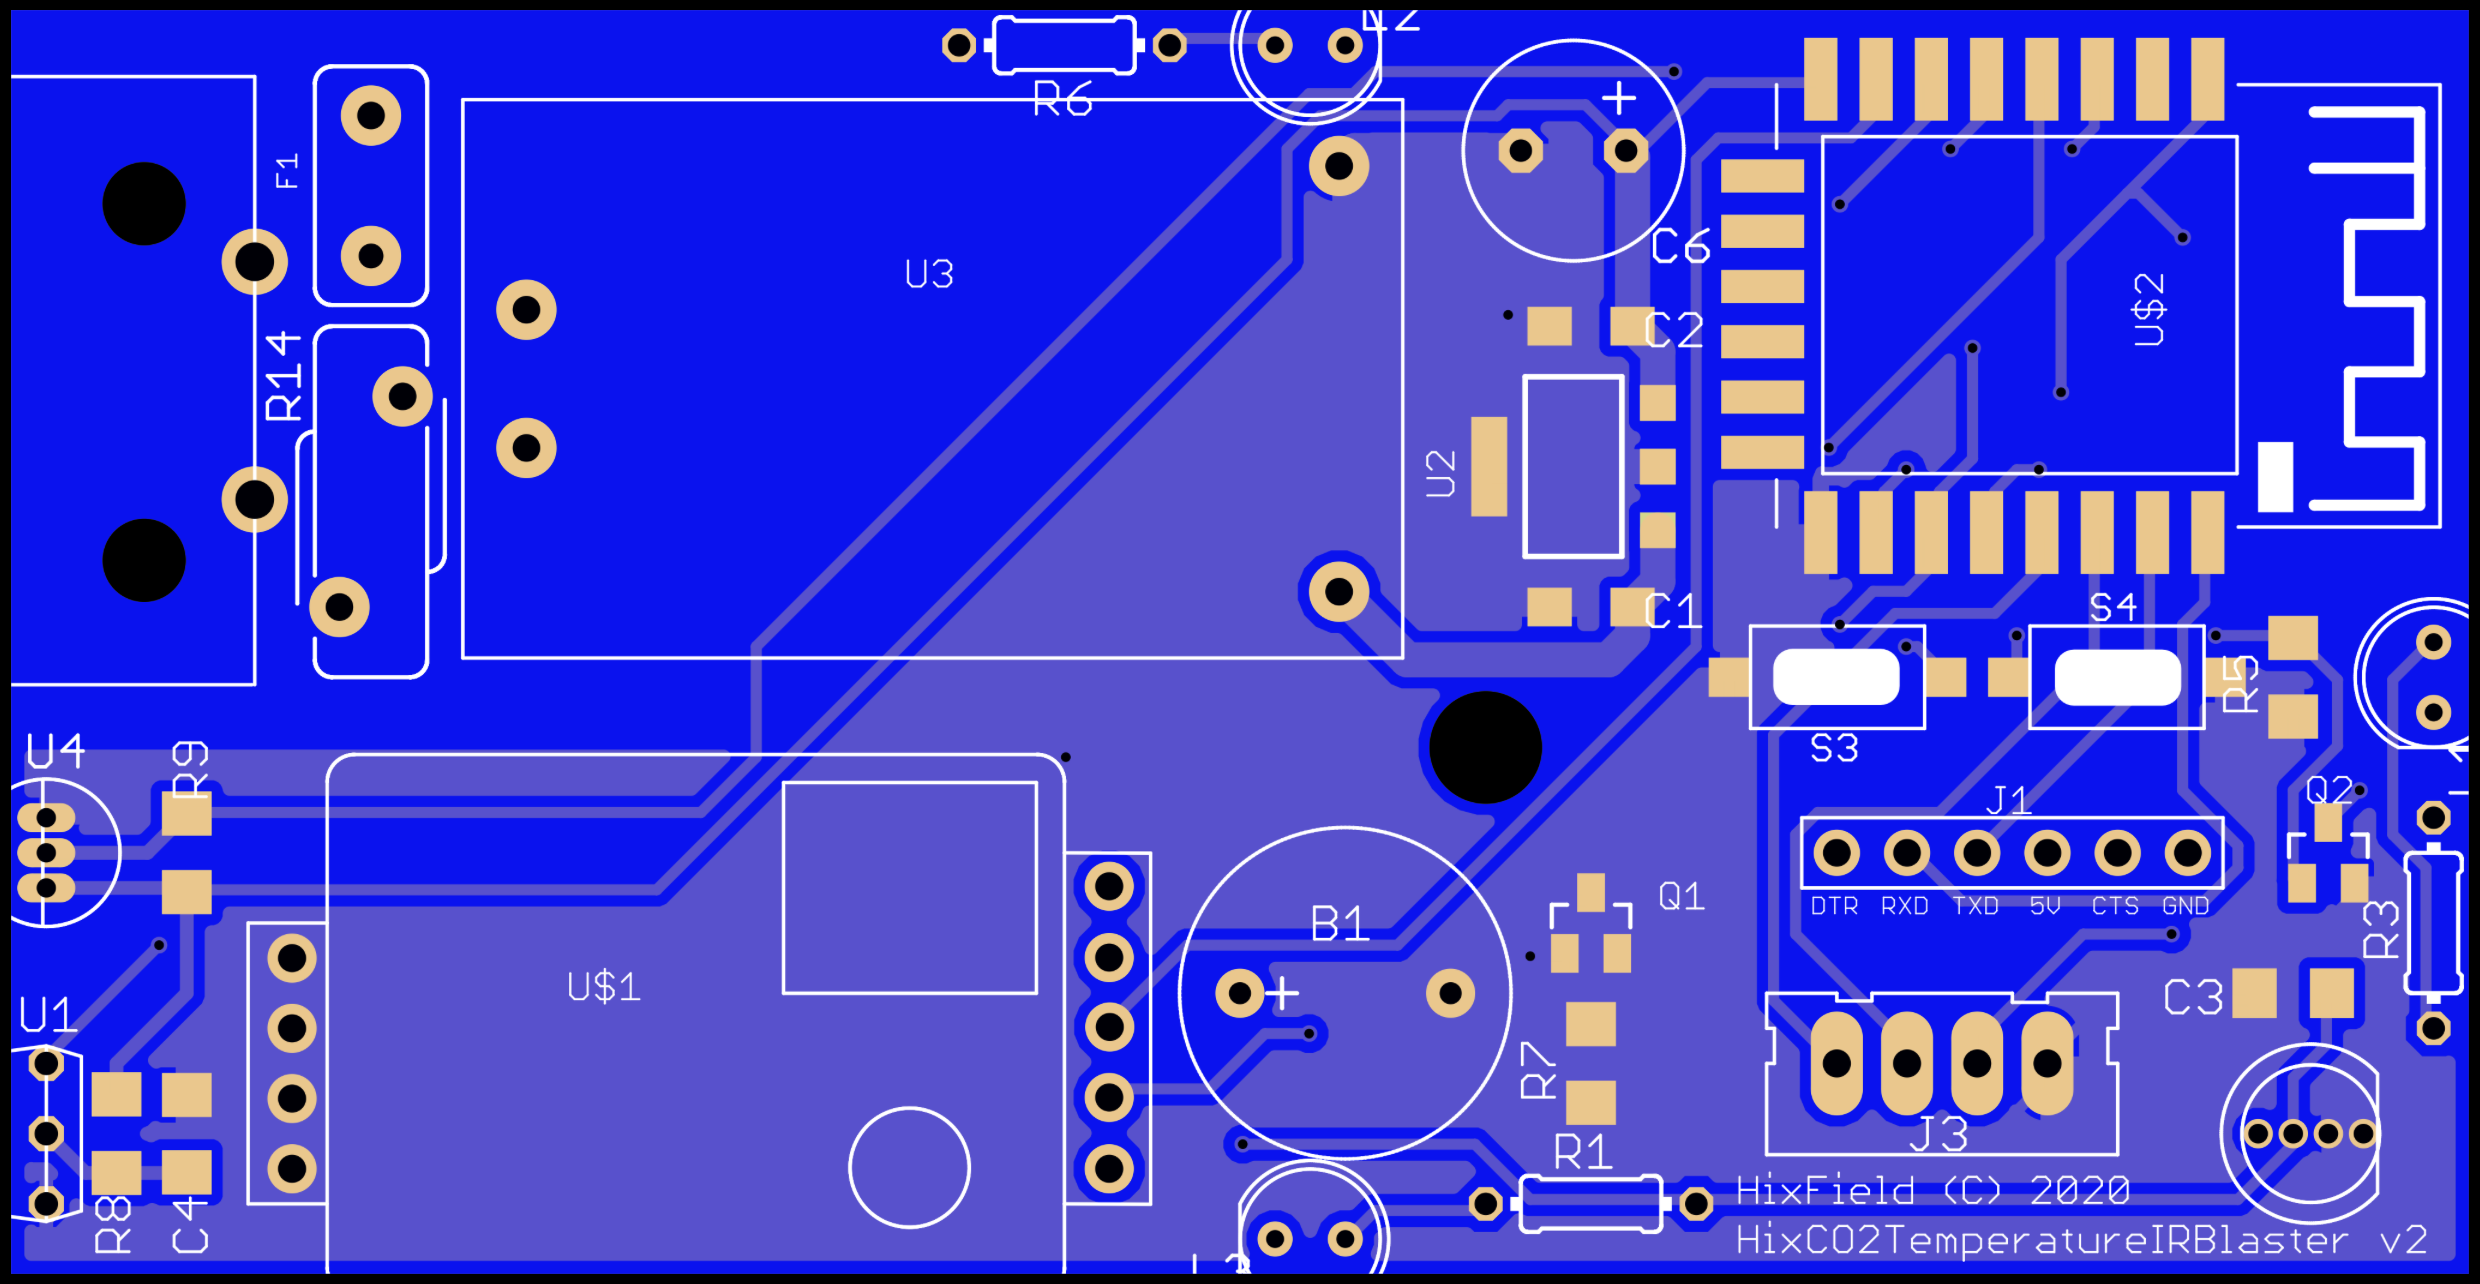 R6
F1
U3
C6
U$2
C2
R14
U2
C1
S4
R5
S3
U4
R9
J1
Q2
DTR RXD TXD 5V CTS GND
Q1
B1
R3
U$1
C3
U1
R7
J3
R1
R8
C4
HixField (C) 2020
HixCO2TemperatureIRBlaster v2